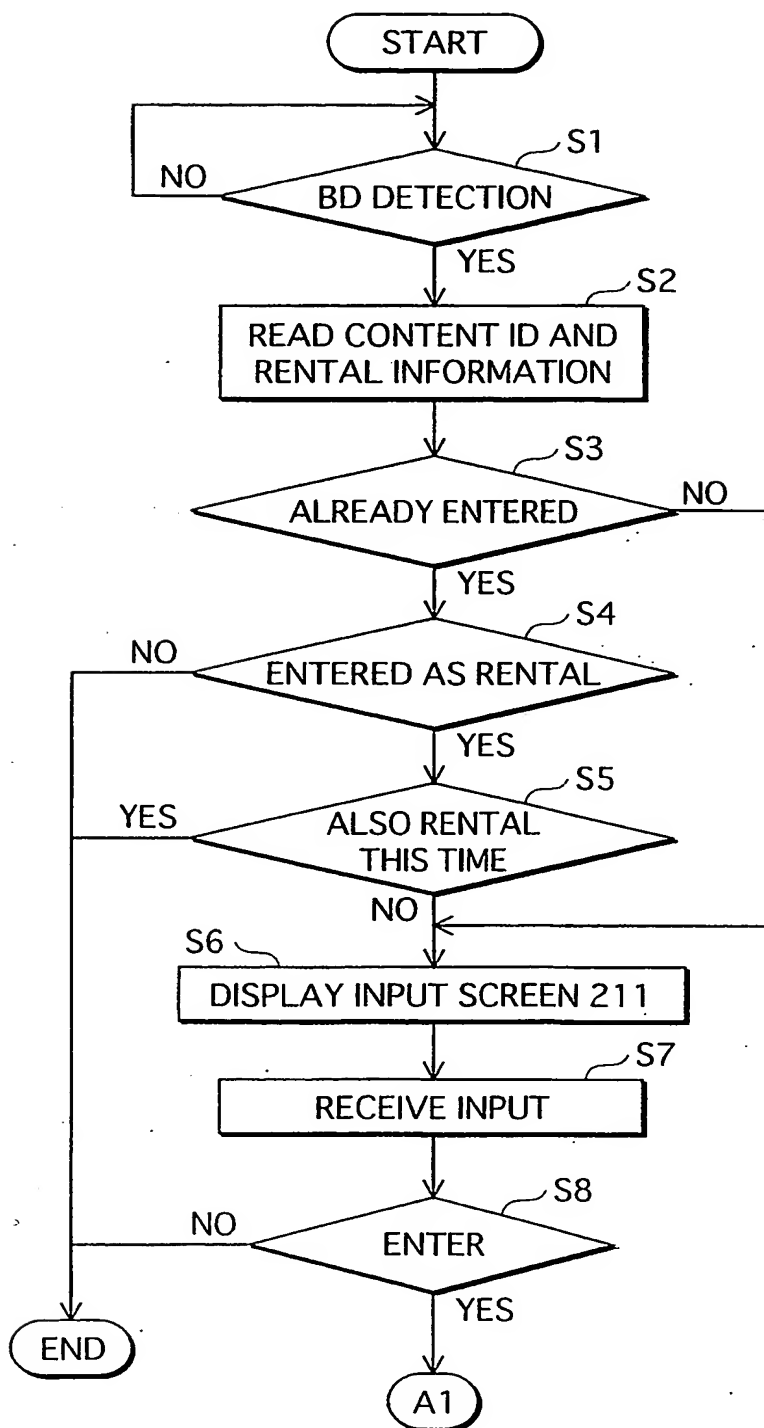 START
S1
NO
BD DETECTION
YES
S2
READ CONTENT ID AND
RENTAL INFORMATION
S3
NO
ALREADY ENTERED
YES
S4
NO
ENTERED AS RENTAL
YES
S5
YES
ALSO RENTAL
THIS TIME
NO
S6
DISPLAY INPUT SCREEN 211
S7
RECEIVE INPUT
S8
NO
ENTER
YES
END
A1